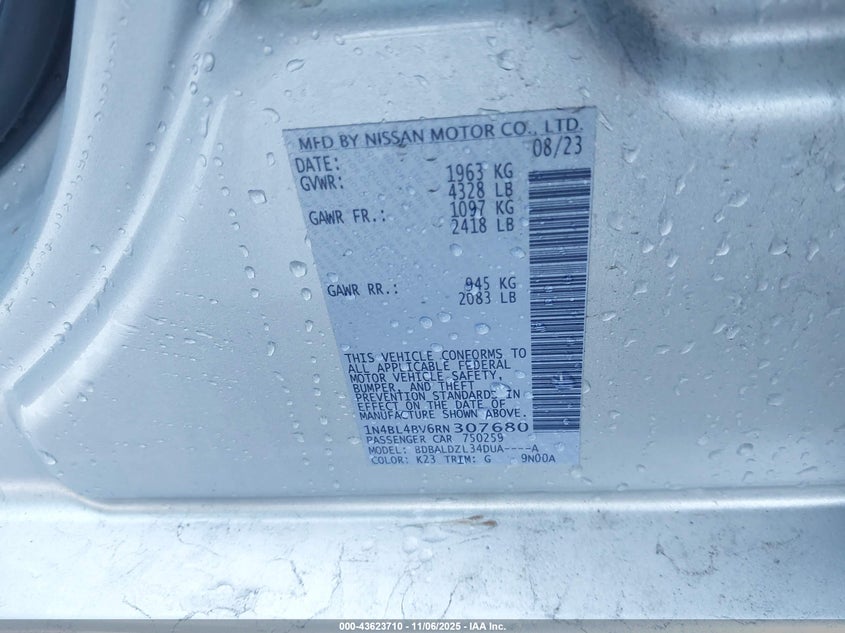 MFD BY NISSAN MOTOR CO., LTD.
DATE: 08/23
GVWR: 1963 KG
4328 LB
GAWR FR.: 1097 KG
2418 LB
GAWR RR.: 945 KG
2083 LB
THIS VEHICLE CONFORMS TO
ALL APPLICABLE FEDERAL
MOTOR VEHICLE SAFETY,
BUMPER, AND THEFT
PREVENTION STANDARDS IN
EFFECT ON THE DATE OF
MANUFACTURE SHOWN ABOVE.
1N4BL4BV6RN307680
PASSENGER CAR 750259
MODEL: BDBALDZL34DUA----A
COLOR: K23 TRIM: G 9N00A
000-43623710 - 11/06/2025 - IAA Inc.